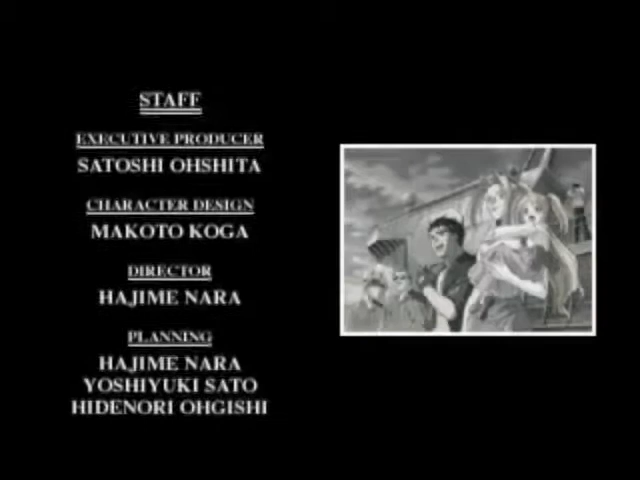 STAFF
EXECUTIVE PRODUCER
SATOSHI OHSHITA
CHARACTER DESIGN
MAKOTO KOGA
DIRECTOR
HAJIME NARA
PLANNING
HAJIME NARA
YOSHIYUKI SATO
HIDENORI OHGISHI